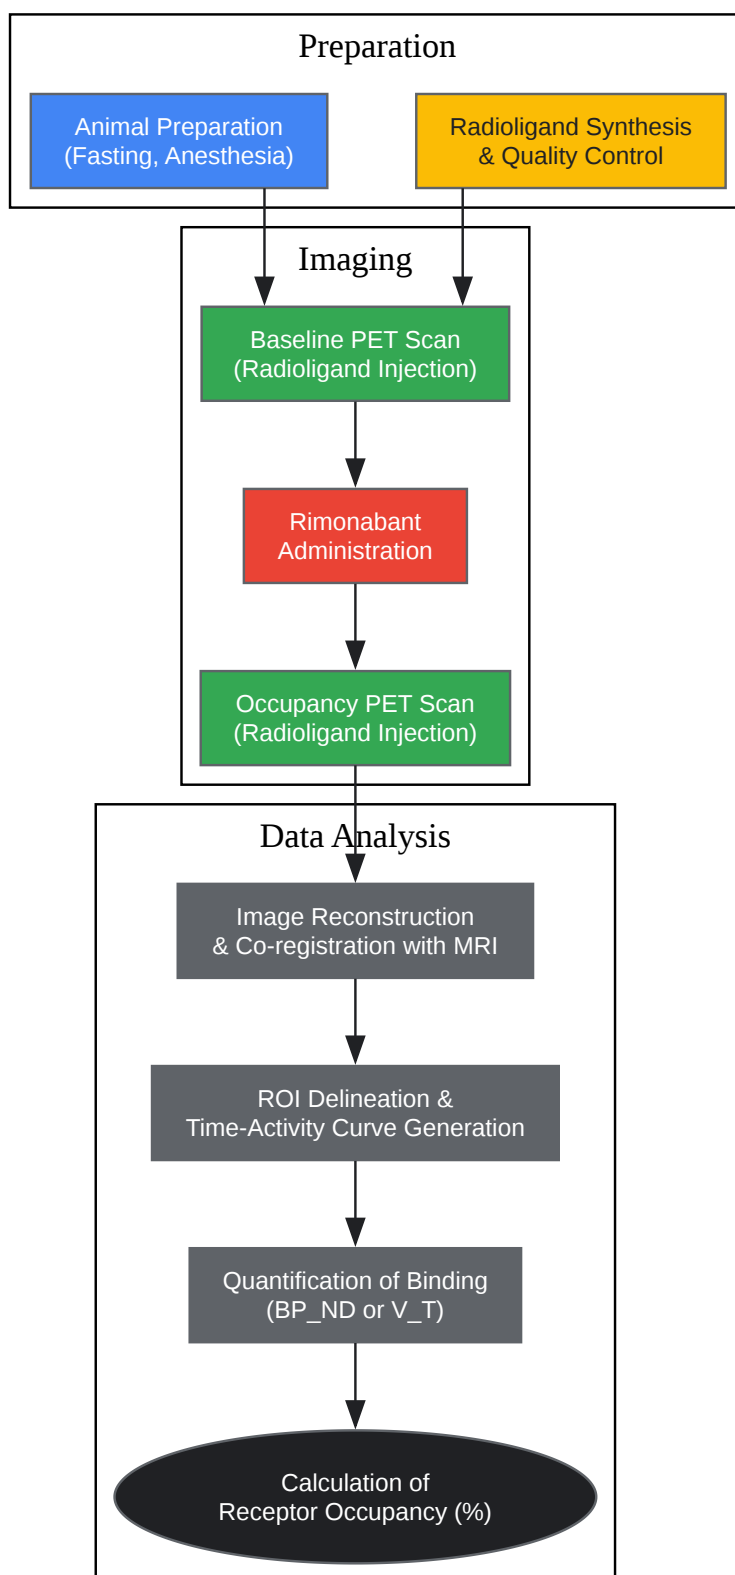 Preparation
Animal Preparation
(Fasting, Anesthesia)
Radioligand Synthesis
& Quality Control
Imaging
Baseline PET Scan
(Radioligand Injection)
Rimonabant
Administration
Occupancy PET Scan
(Radioligand Injection)
Data Analysis
Image Reconstruction
& Co-registration with MRI
ROI Delineation &
Time-Activity Curve Generation
Quantification of Binding
(BP_ND or V_T)
Calculation of
Receptor Occupancy (%)